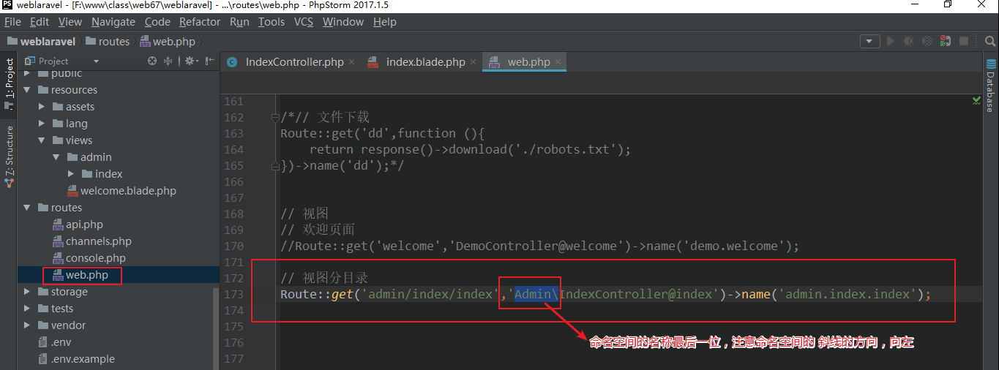 weblaravel - [F:\www\class\web67\weblaravel] - ...\routes\web.php - PhpStorm 2017.1.5
File Edit View Navigate Code Refactor Run Tools VCS Window Help
weblaravel routes web.php
Project
IndexController.php index.blade.php web.php
1: Project
7: Structure
Database
public
resources
assets
lang
views
admin
index
welcome.blade.php
routes
api.php
channels.php
console.php
web.php
storage
tests
vendor
.env
.env.example
161
162 /*// 文件下载
163 Route::get('dd',function (){
164 return response()->download('./robots.txt');
165 })->name('dd');*/
166
167
168 // 视图
169 // 欢迎页面
170 //Route::get('welcome','DemoController@welcome')->name('demo.welcome');
171
172 // 视图分目录
173 Route::get('admin/index/index','Admin\IndexController@index')->name('admin.index.index');
174
175
176
命名空间的名称最后一位，注意命名空间的 斜线的方向，向左
177